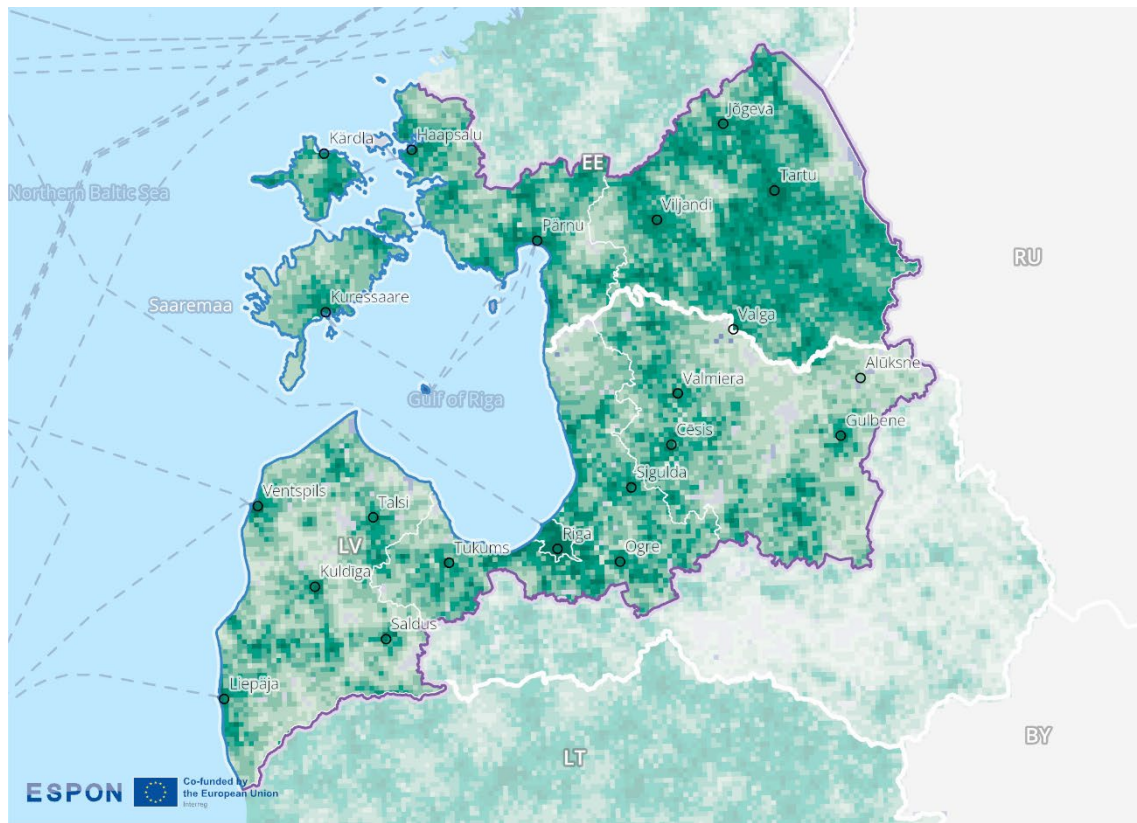 Jõgeva
Kärdla
Haapsalu
EE
Northern Baltic Sea
Tartu
Viljandi
Pärnu
RU
Saaremaa
Kuressaare
Valga
Alūksne
Valmiera
Gulf of Riga
Gulbene
Cēsis
Sigulda
Ventspils
Talsi
LV
Rīga
Tukums
Ogre
Kuldīga
Saldus
Liepāja
BY
LT
ESPON
Co-funded by
the European Union
Interreg